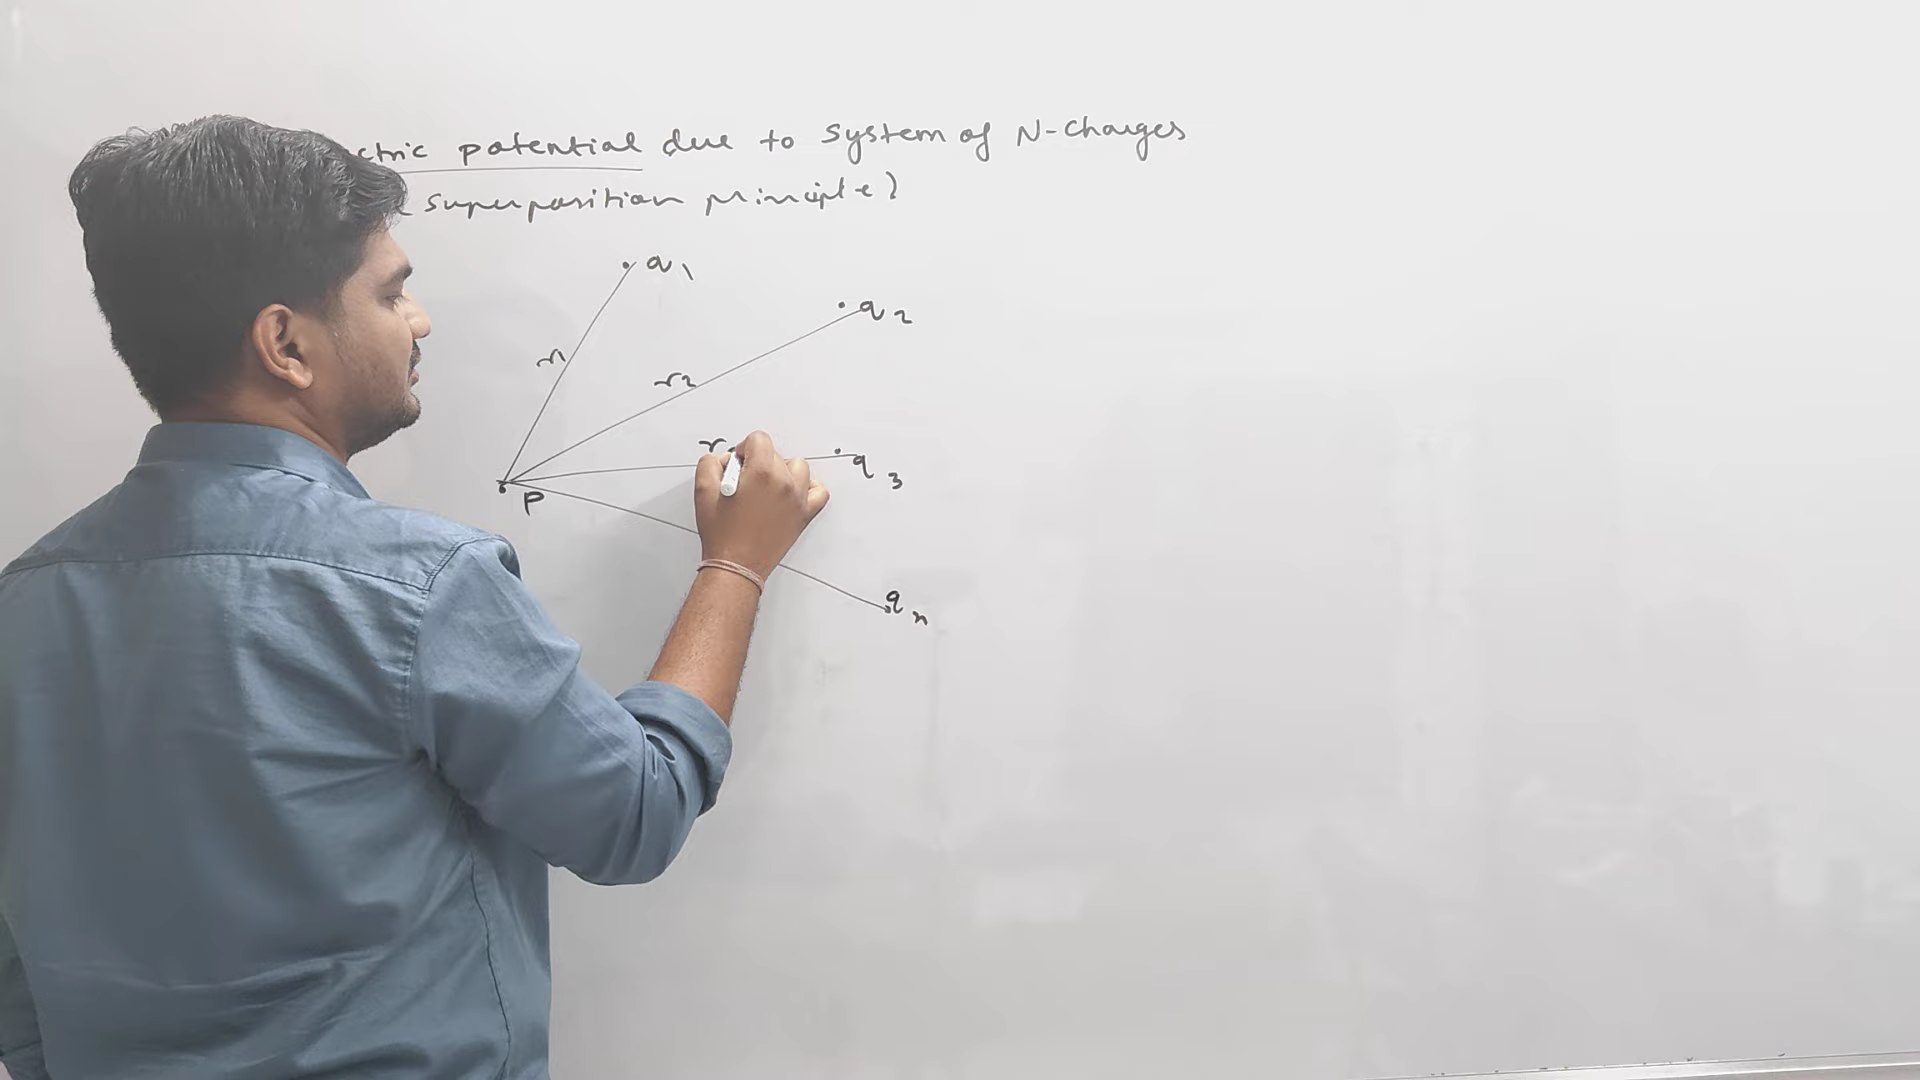 ctric potential due to System of N-Charges
superposition principle)
q1
q2
r1
r2
r
q3
P
qn